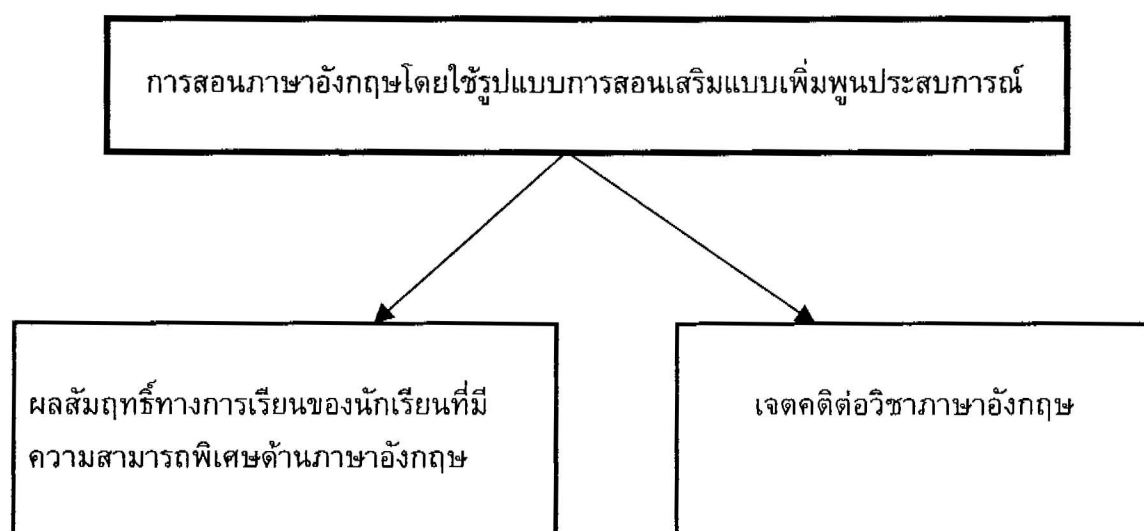 การสอนภาษาอังกฤษโดยใช้รูปแบบการสอนเสริมแบบเพิ่มพูนประสบการณ์
ผลสัมฤทธิ์ทางการเรียนของนักเรียนที่มี
ความสามารถพิเศษด้านภาษาอังกฤษ
เจตคติต่อวิชาภาษาอังกฤษ